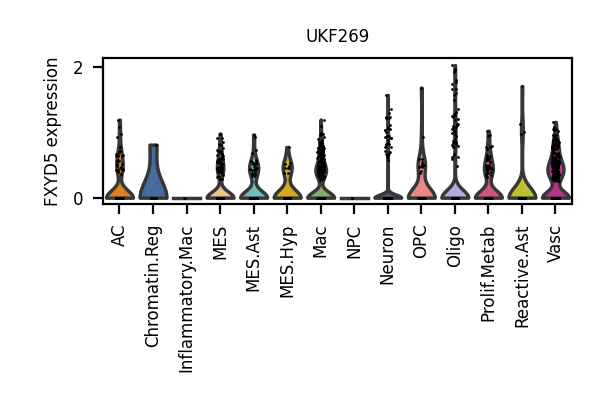 UKF269
FXYD5 expression
2
0
AC
Chromatin.Reg
Inflammatory.Mac
MES
MES.Ast
MES.Hyp
Mac
NPC
Neuron
OPC
Oligo
Prolif.Metab
Reactive.Ast
Vasc